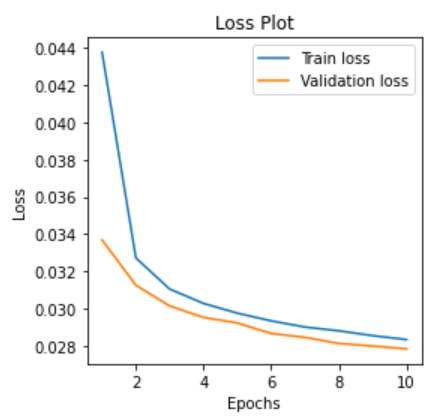 Loss Plot
Train loss
Validation loss
0.044
0.042
0.040
0.038
0.036
0.034
0.032
0.030
0.028
Loss
2 4 6 8 10
Epochs